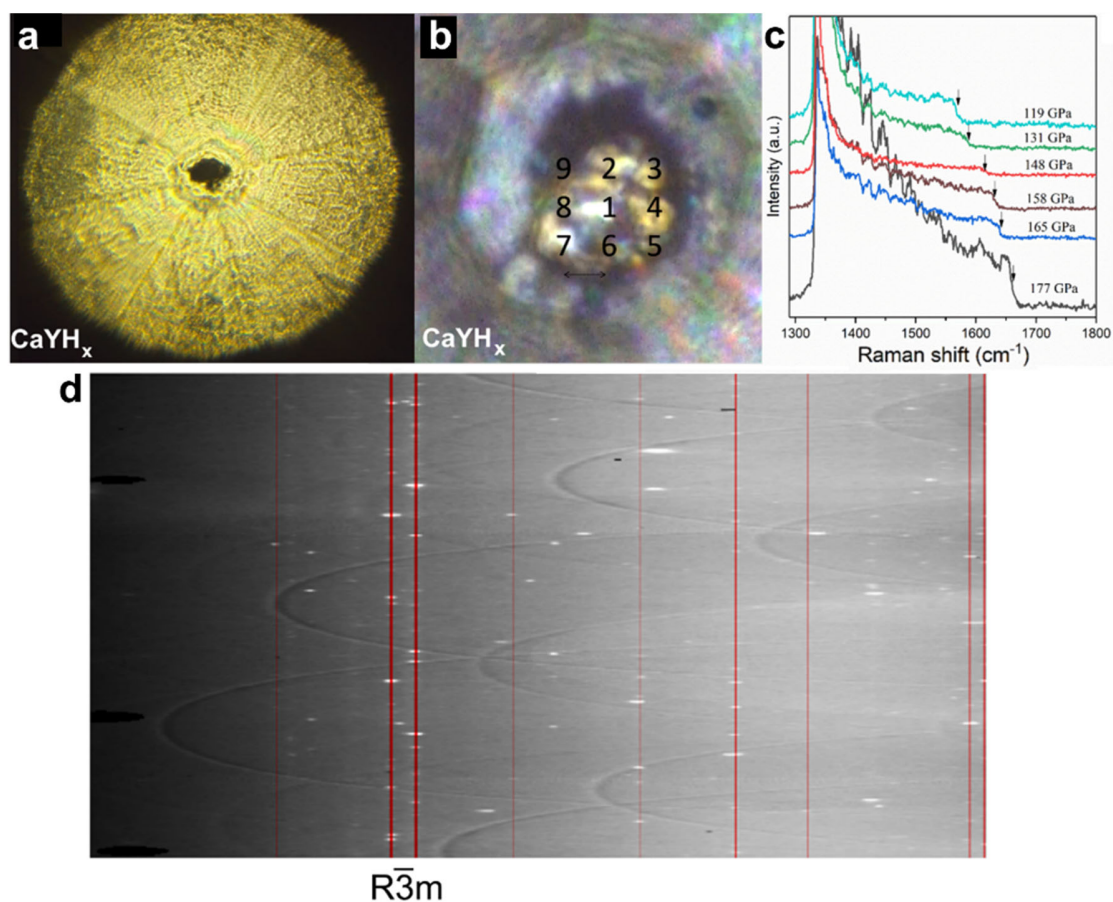 a
CaYHₓ
b
9 2 3
8 1 4
7 6 5
CaYHₓ
c
Intensity (a.u.)
119 GPa
131 GPa
148 GPa
158 GPa
165 GPa
177 GPa
1300 1400 1500 1600 1700 1800
Raman shift (cm⁻¹)
d
R3̅m